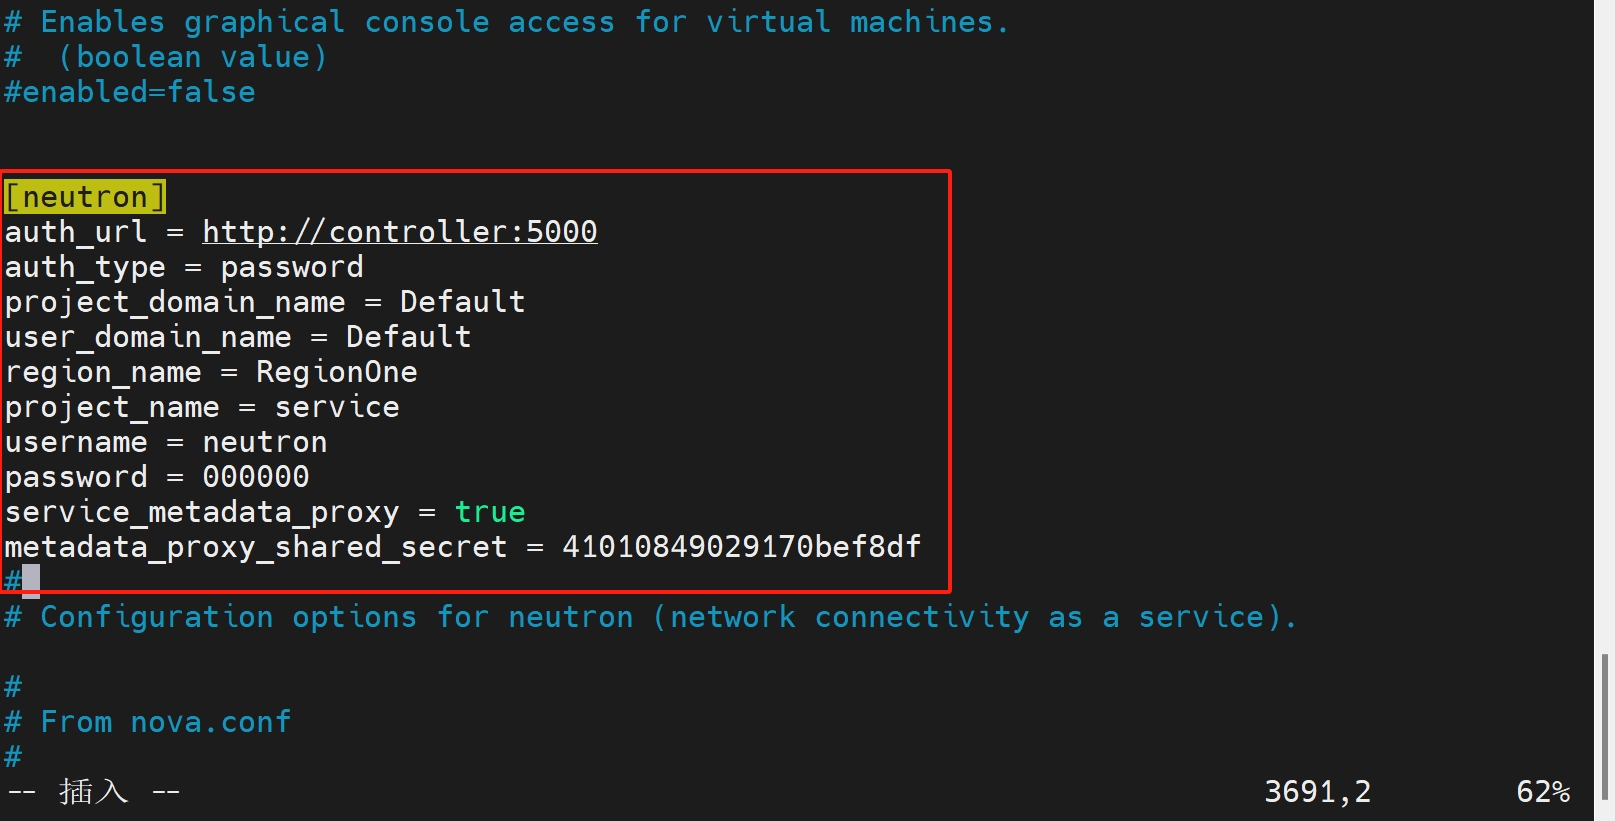 # Enables graphical console access for virtual machines.
#  (boolean value)
#enabled=false
[neutron]
auth_url = http://controller:5000
auth_type = password
project_domain_name = Default
user_domain_name = Default
region_name = RegionOne
project_name = service
username = neutron
password = 000000
service_metadata_proxy = true
metadata_proxy_shared_secret = 41010849029170bef8df
#
# Configuration options for neutron (network connectivity as a service).
#
# From nova.conf
#
-- 插入 -- 3691,2 62%